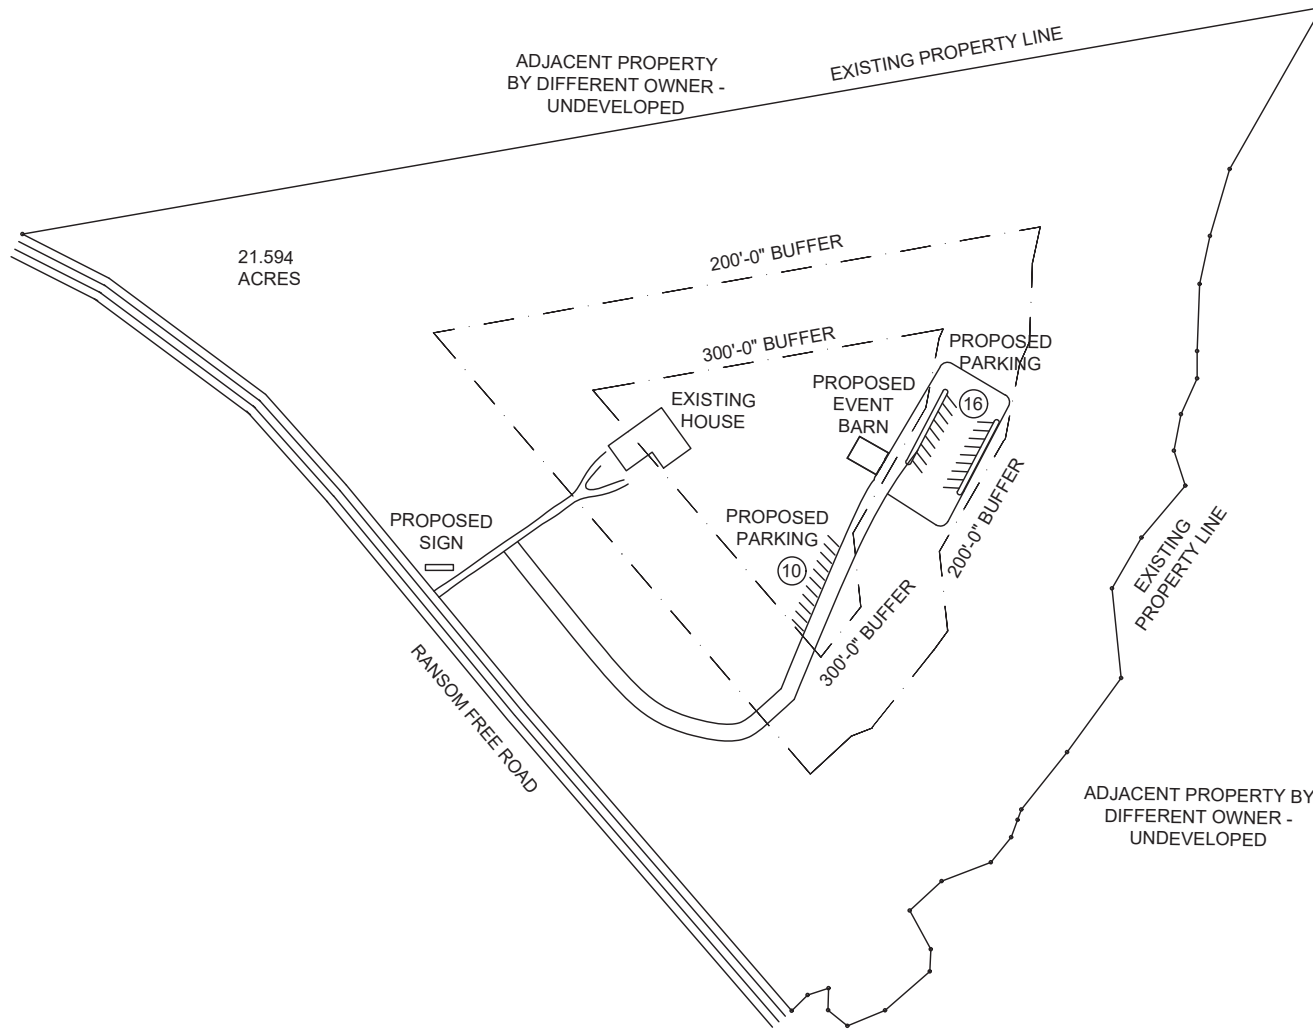 ADJACENT PROPERTY
BY DIFFERENT OWNER -
UNDEVELOPED
EXISTING PROPERTY LINE
21.594
ACRES
200'-0" BUFFER
300'-0" BUFFER
PROPOSED
PARKING
16
PROPOSED
EVENT
BARN
EXISTING
HOUSE
PROPOSED
SIGN
PROPOSED
PARKING
10
200'-0" BUFFER
300'-0" BUFFER
EXISTING
PROPERTY LINE
RANSOM FREE ROAD
ADJACENT PROPERTY BY
DIFFERENT OWNER -
UNDEVELOPED